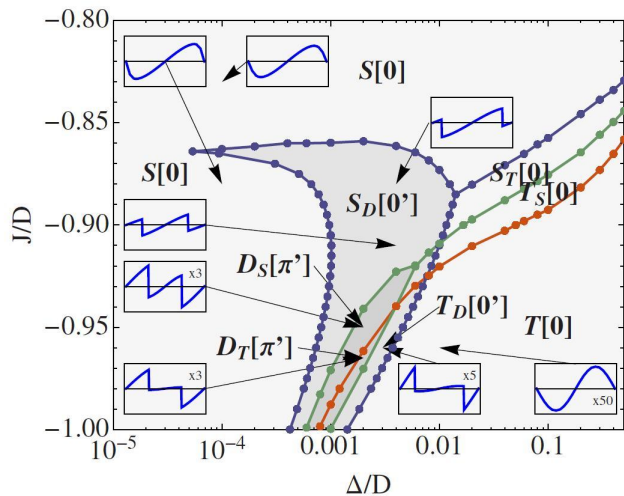 −0.80
−0.85
−0.90
−0.95
−1.00
J/D
S[0]
S[0]
S_T[0]
T_S[0]
S_D[0']
D_S[π']
x3
T_D[0']
T[0]
D_T[π']
x3
x5
x50
10^−5
10^−4
0.001
0.01
0.1
Δ/D